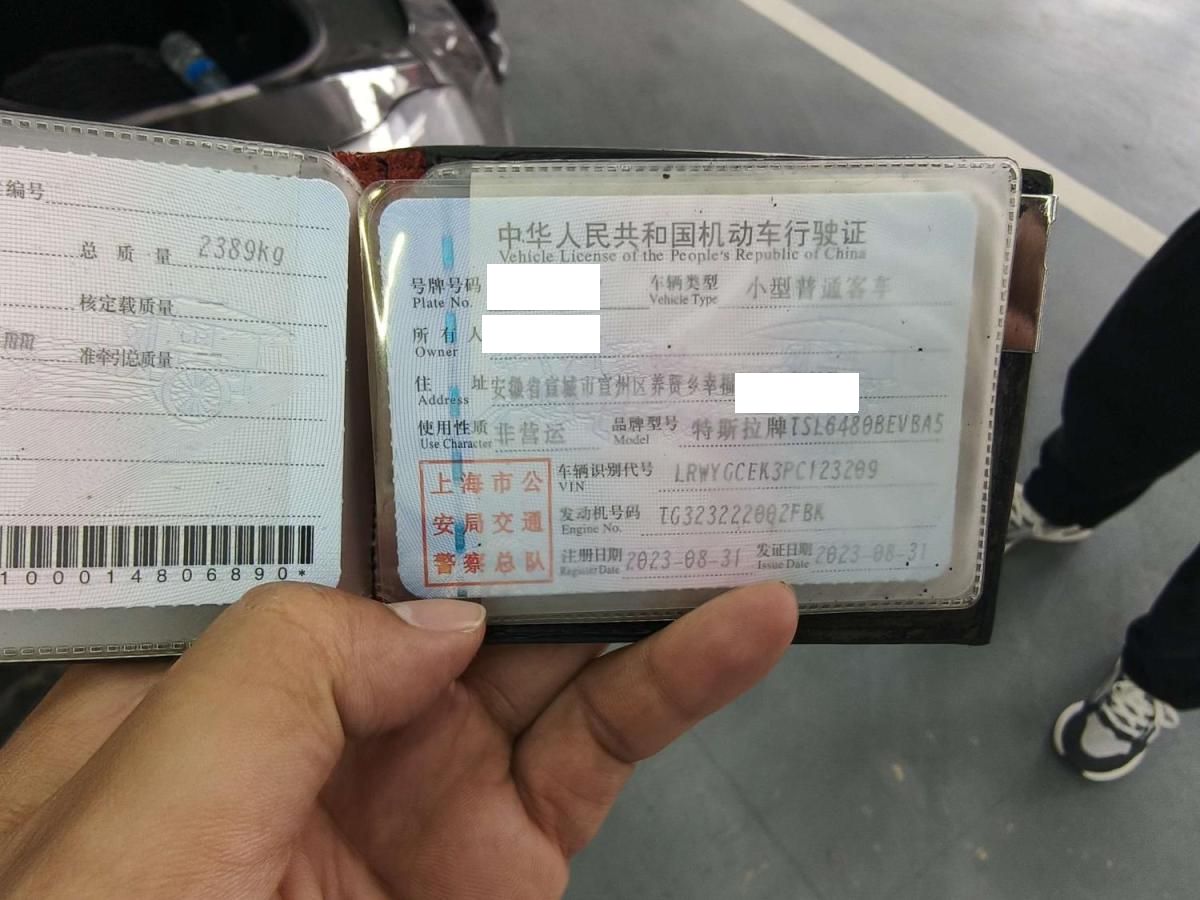 编号
总质量 2389kg
核定载质量
mm 准牵引总质量
100014806890*
中华人民共和国机动车行驶证
Vehicle License of the People's Republic of China
号牌号码 车辆类型 小型普通客车
Plate No. Vehicle Type
所有人
Owner
住址 安徽省宣城市宣州区养贤乡幸福
Address
使用性质 非营运 品牌型号 特斯拉牌TSL6480BEVBA5
Use Character Model
上海市公
安局交通
警察总队
车辆识别代号 LRWYGCEK3PC123209
VIN
发动机号码 TG323222002FBK
Engine No.
注册日期 2023-08-31 发证日期 2023-08-31
Register Date Issue Date